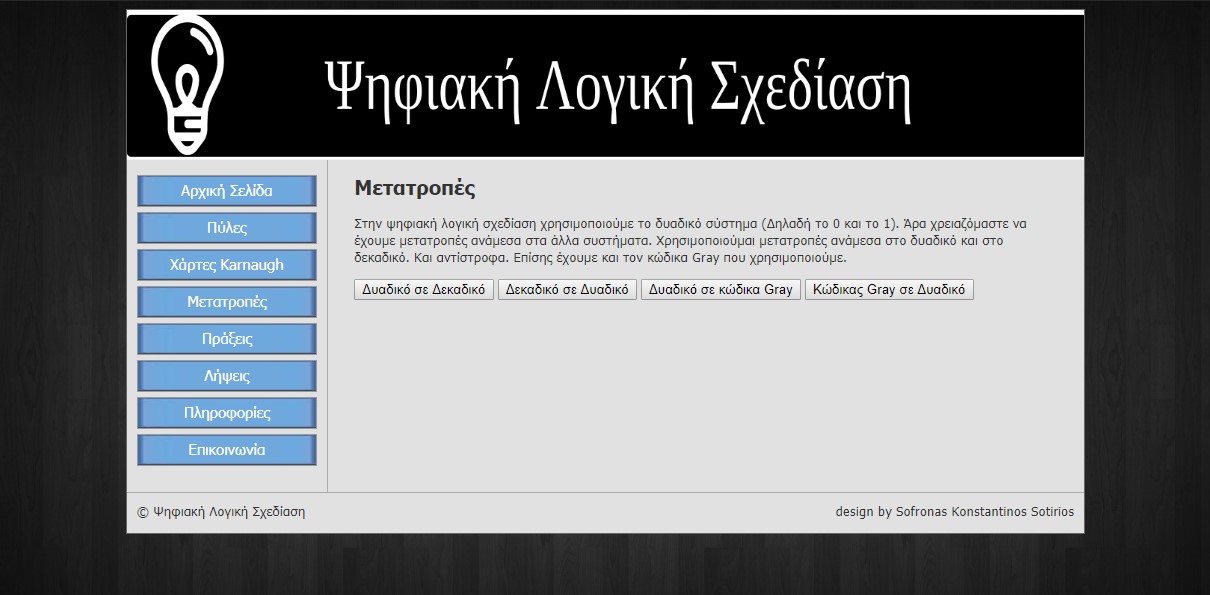 Ψηφιακή Λογική Σχεδίαση
Αρχική Σελίδα
Πύλες
Χάρτες Karnaugh
Μετατροπές
Πράξεις
Λήψεις
Πληροφορίες
Επικοινωνία
Μετατροπές
Στην ψηφιακή λογική σχεδίαση χρησιμοποιούμε το δυαδικό σύστημα (Δηλαδή το 0 και το 1). Άρα χρειαζόμαστε να
έχουμε μετατροπές ανάμεσα στα άλλα συστήματα. Χρησιμοποιούμαι μετατροπές ανάμεσα στο δυαδικό και στο
δεκαδικό. Και αντίστροφα. Επίσης έχουμε και τον κώδικα Gray που χρησιμοποιούμε.
Δυαδικό σε Δεκαδικό Δεκαδικό σε Δυαδικό Δυαδικό σε κώδικα Gray Κώδικας Gray σε Δυαδικό
© Ψηφιακή Λογική Σχεδίαση design by Sofronas Konstantinos Sotirios